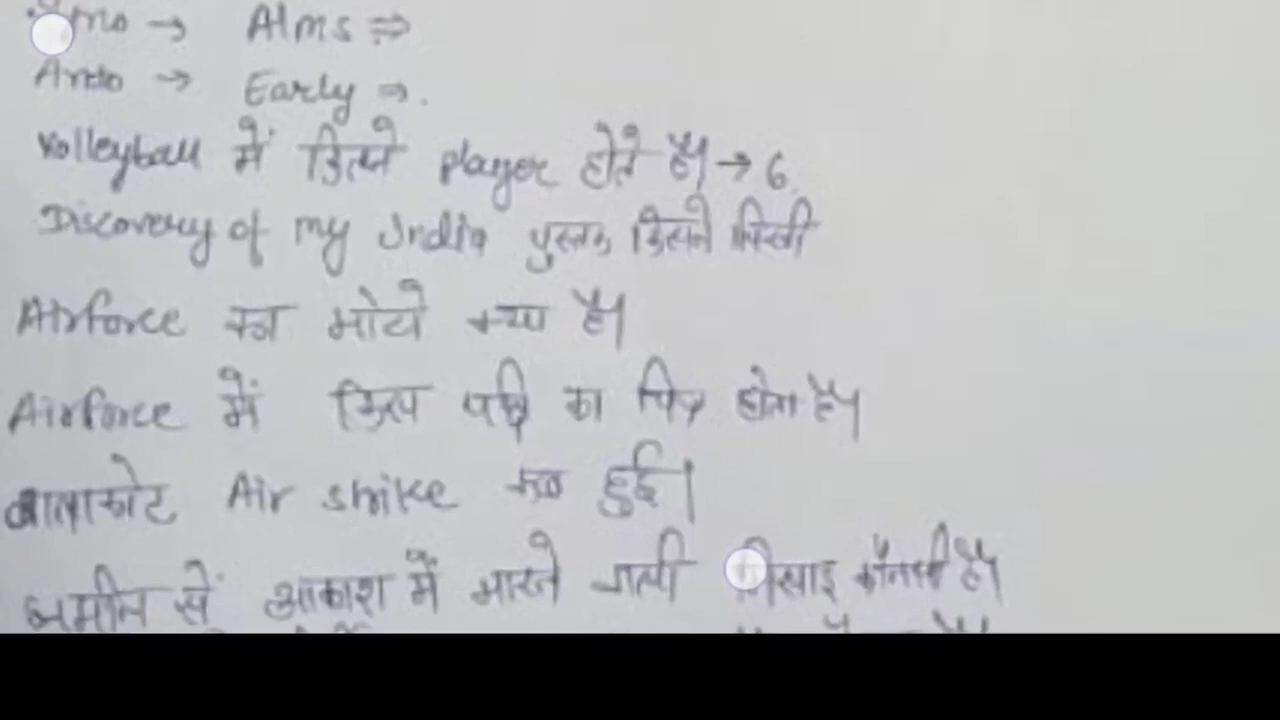 → Alms ⇒
→ Early ⇒.
Volleyball में कितने player होते है। → 6
Discovery of my India पुस्तक किसने लिखी
Airforce का मोटो क्या है।
Airforce में किस पक्षी का चित्र होता है।
बालाकोट Air strike कब हुई।
जमीन से आकाश में मारने वाली मिसाइ कौनसी है।